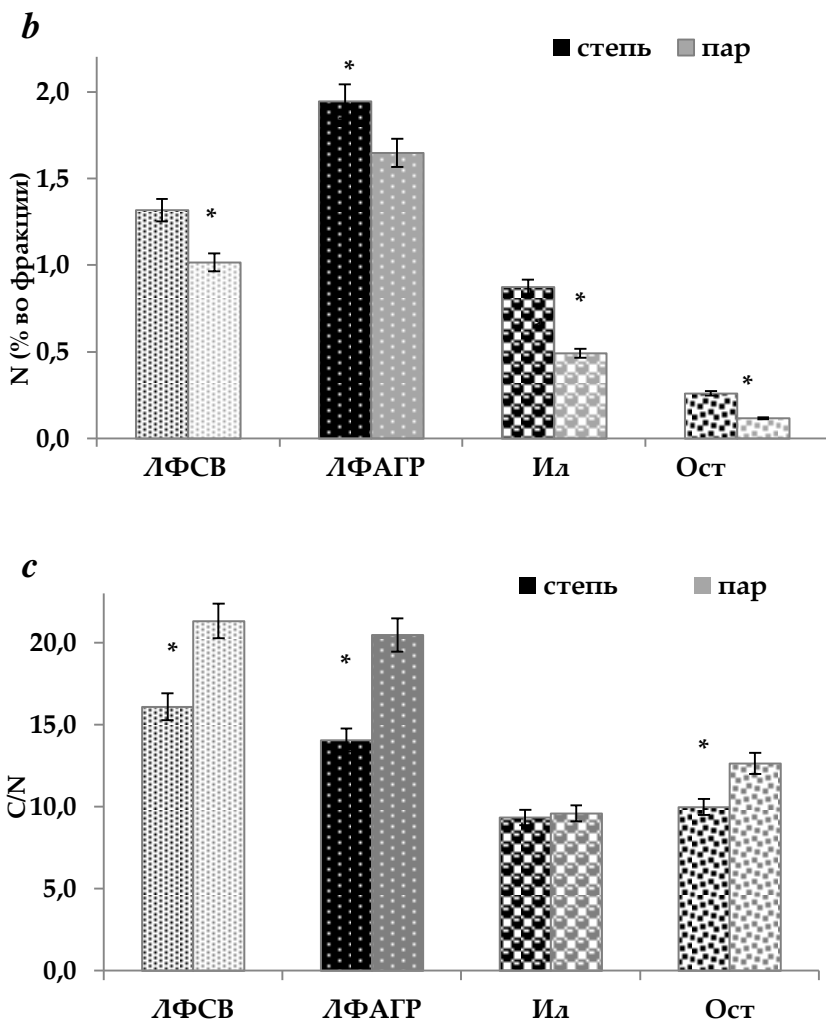 b
степь пар
*
2,0
*
1,5
*
1,0
*
0,5
0,0
N (% во фракции)
ЛФСВ ЛФАГР Ил Ост
c
степь пар
20,0
* *
15,0
*
10,0
5,0
0,0
C/N
ЛФСВ ЛФАГР Ил Ост